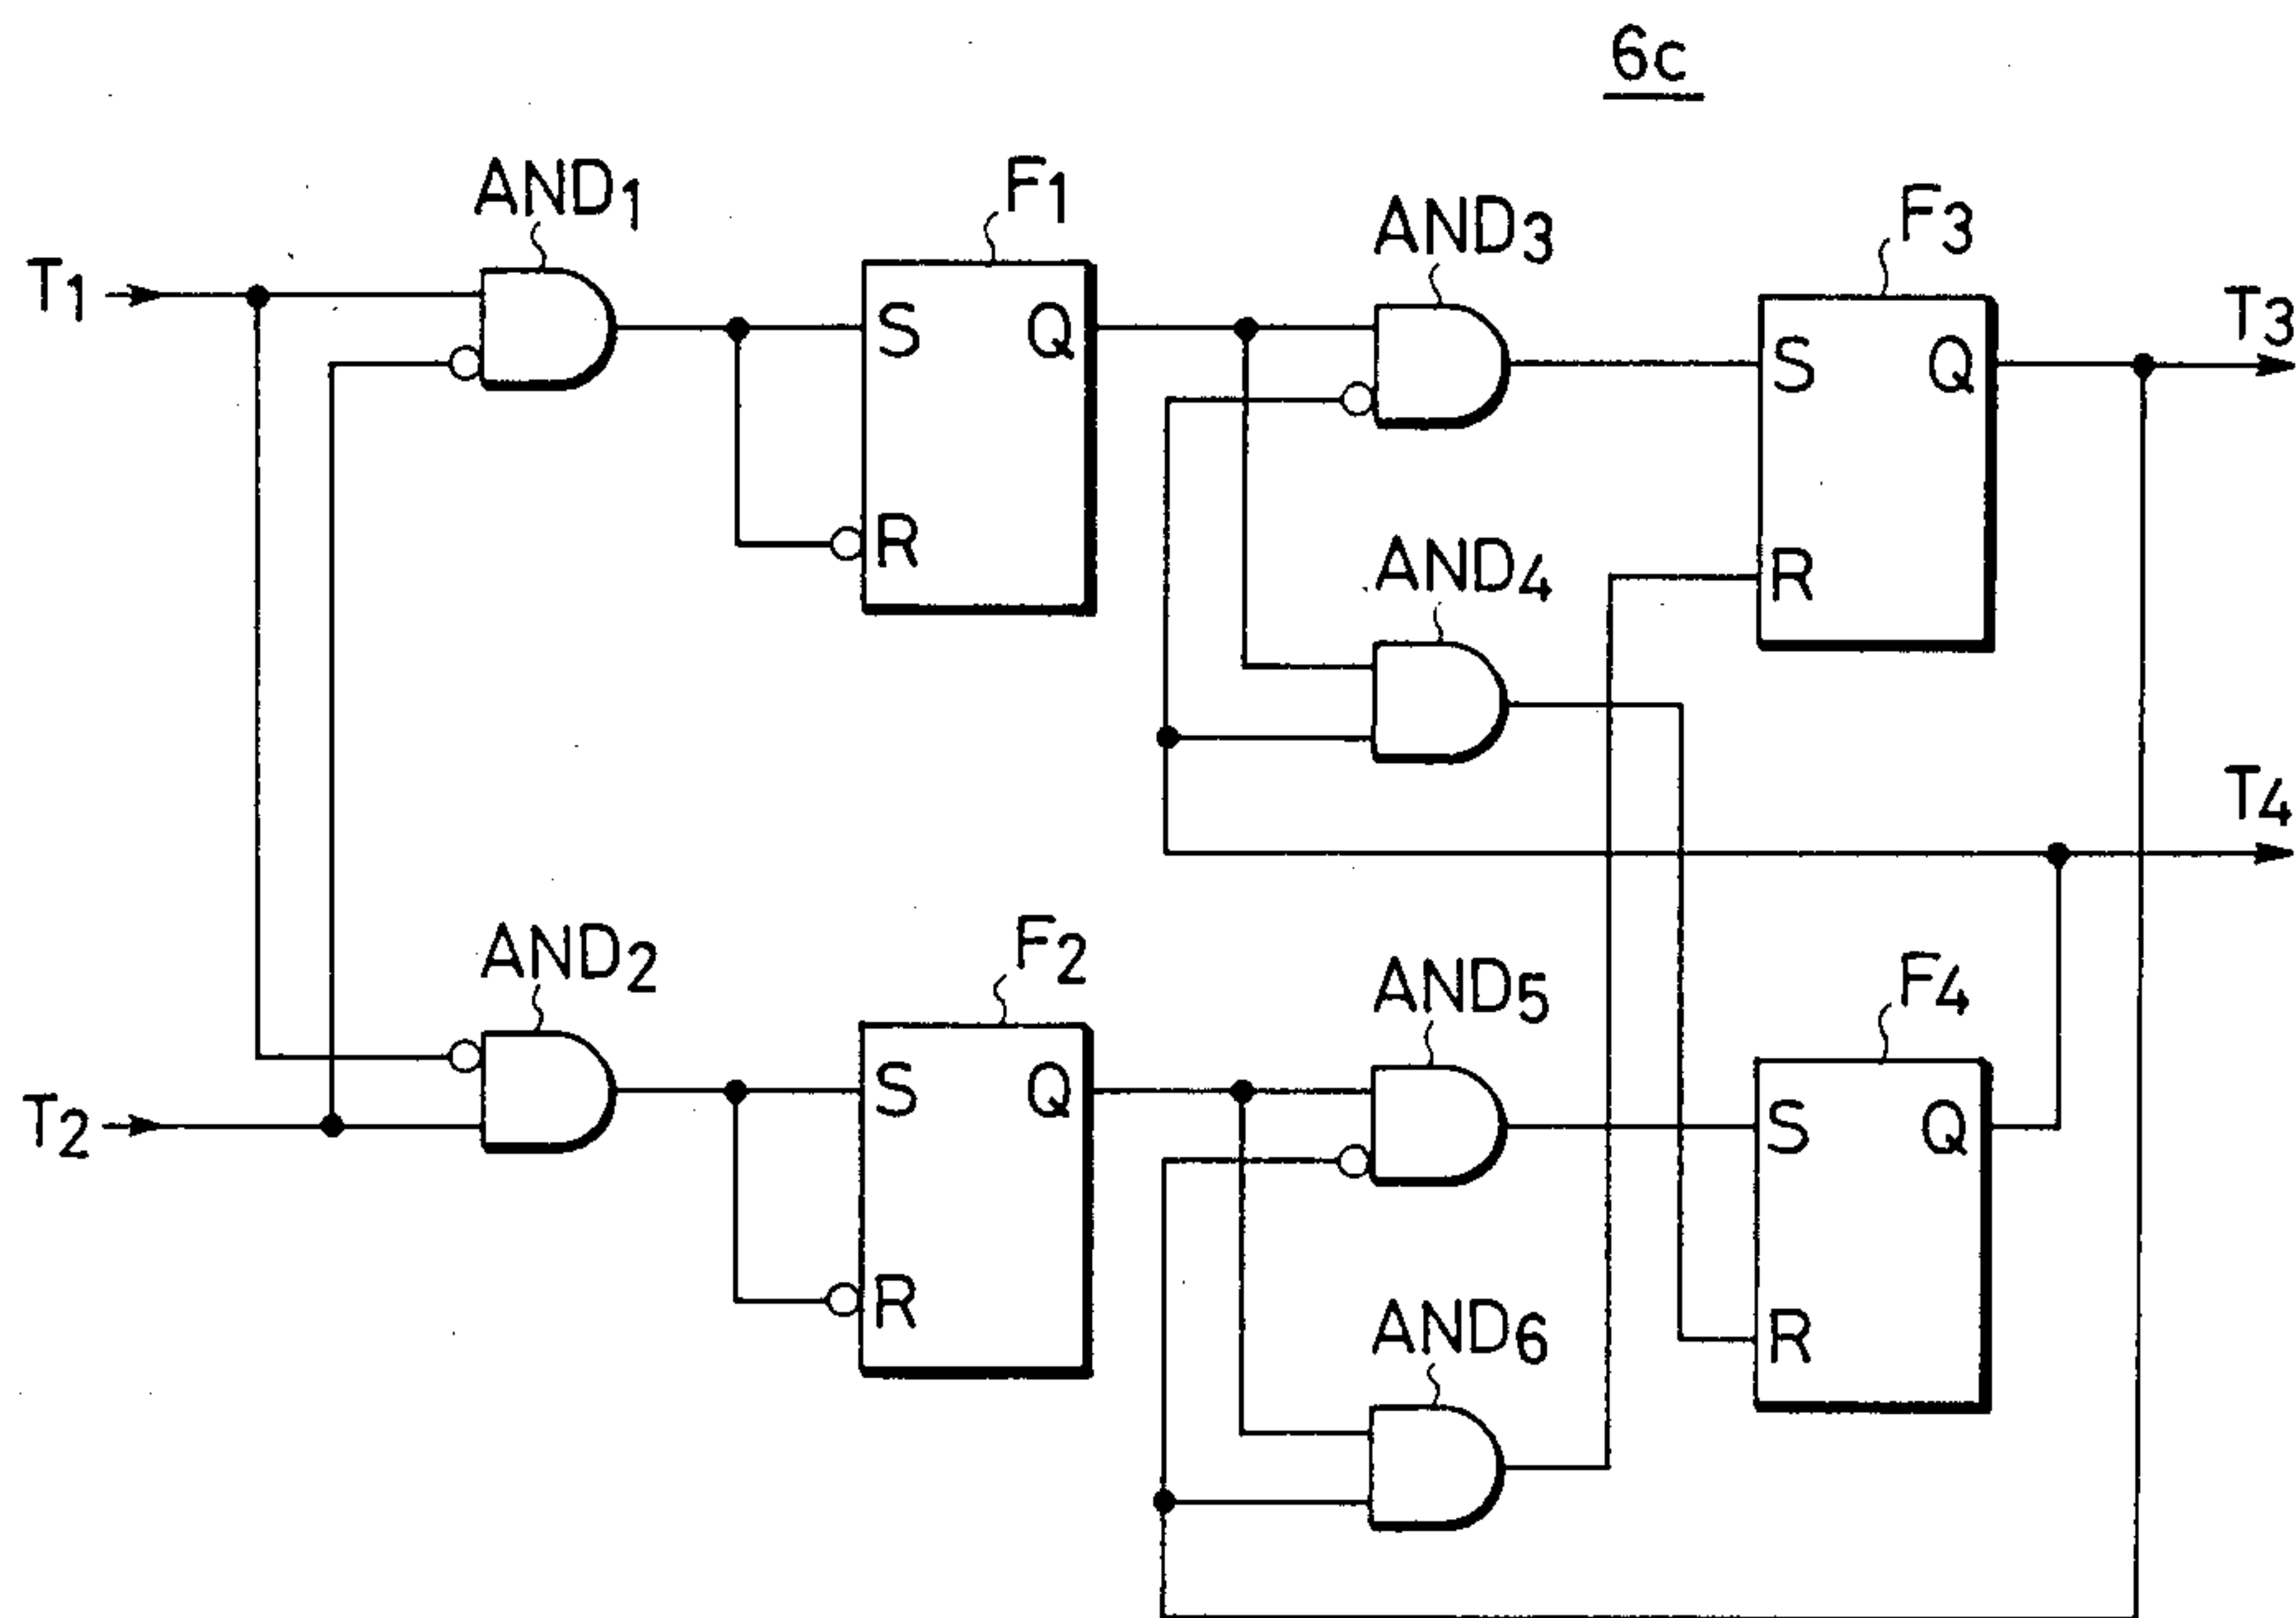 6c
AND1
F1
AND3
F3
T1
T3
S
Q
S
Q
R
AND4
R
T4
AND2
F2
AND5
F4
S
Q
S
Q
T2
R
AND6
R